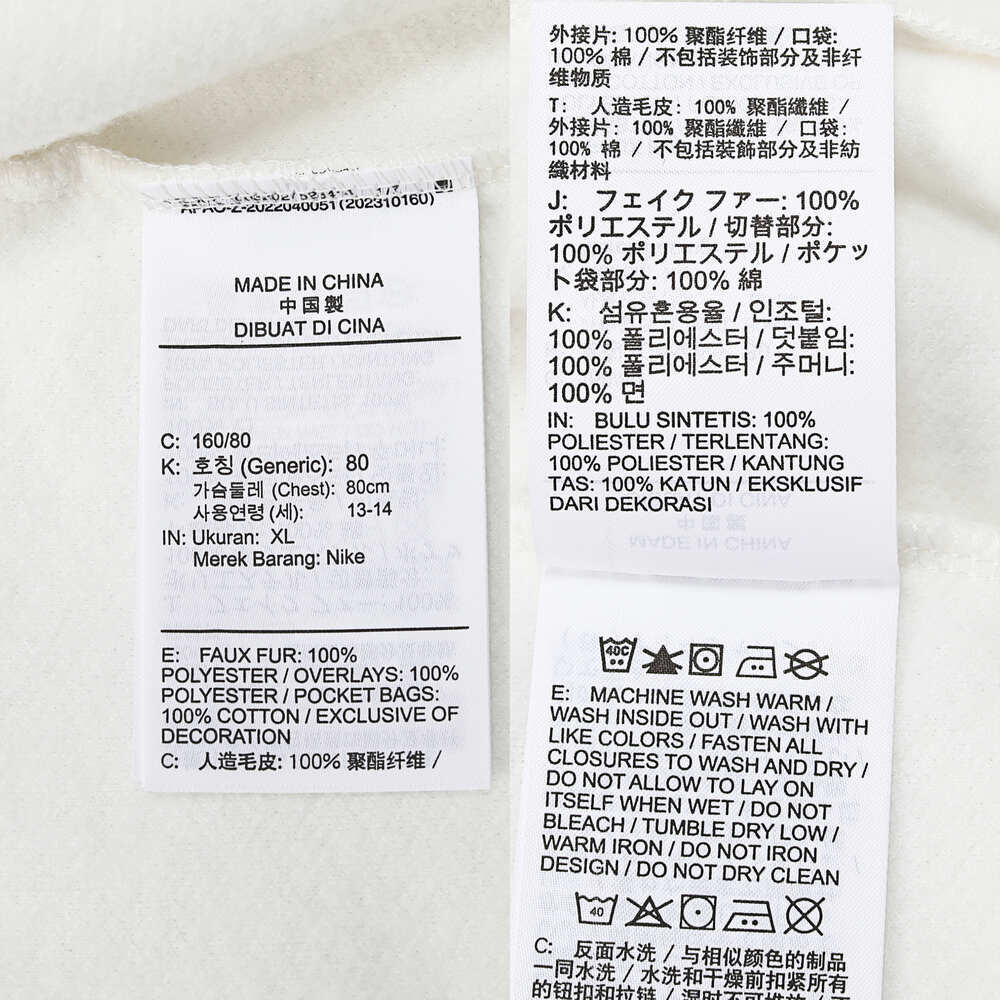 APAC-Z-2022040051(202310160)
MADE IN CHINA
中国製
DIBUAT DI CINA
C: 160/80
K: 호칭 (Generic): 80
가슴둘레 (Chest): 80cm
사용연령 (세): 13-14
IN: Ukuran: XL
Merek Barang: Nike
E: FAUX FUR: 100%
POLYESTER / OVERLAYS: 100%
POLYESTER / POCKET BAGS:
100% COTTON / EXCLUSIVE OF
DECORATION
C: 人造毛皮: 100% 聚酯纤维 /
外接片: 100% 聚酯纤维 / 口袋:
100% 棉 / 不包括装饰部分及非纤
维物质
T: 人造毛皮: 100% 聚酯纖維 /
外接片: 100% 聚酯纖維 / 口袋:
100% 棉 / 不包括裝飾部分及非紡
織材料
J: フェイク ファー: 100%
ポリエステル / 切替部分:
100% ポリエステル / ポケッ
ト袋部分: 100% 綿
K: 섬유혼용율 / 인조털:
100% 폴리에스터 / 덧붙임:
100% 폴리에스터 / 주머니:
100% 면
IN: BULU SINTETIS: 100%
POLIESTER / TERLENTANG:
100% POLIESTER / KANTUNG
TAS: 100% KATUN / EKSKLUSIF
DARI DEKORASI
40C
E: MACHINE WASH WARM /
WASH INSIDE OUT / WASH WITH
LIKE COLORS / FASTEN ALL
CLOSURES TO WASH AND DRY /
DO NOT ALLOW TO LAY ON
ITSELF WHEN WET / DO NOT
BLEACH / TUMBLE DRY LOW /
WARM IRON / DO NOT IRON
DESIGN / DO NOT DRY CLEAN
40
C: 反面水洗 / 与相似颜色的制品
一同水洗 / 水洗和干燥前扣紧所有
的钮扣和拉链